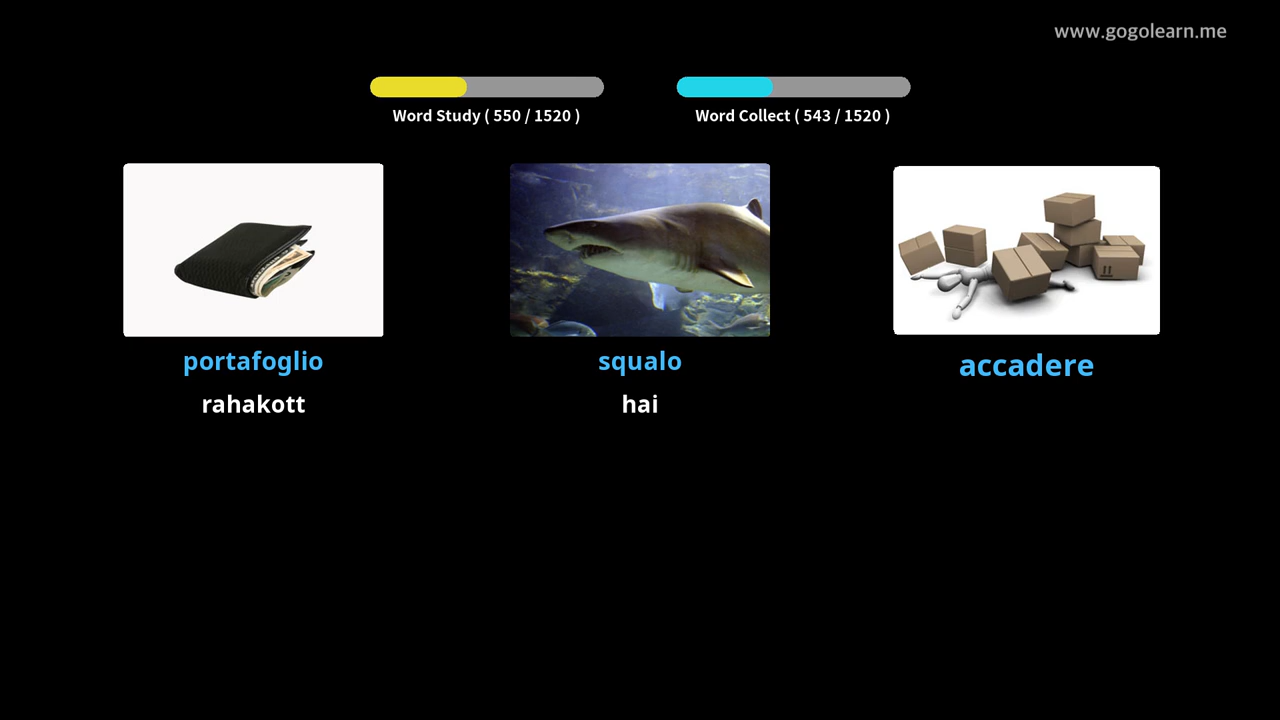 www.gogolearn.me
Word Study ( 550 / 1520 )
Word Collect ( 543 / 1520 )
portafoglio
squalo
accadere
rahakott
hai